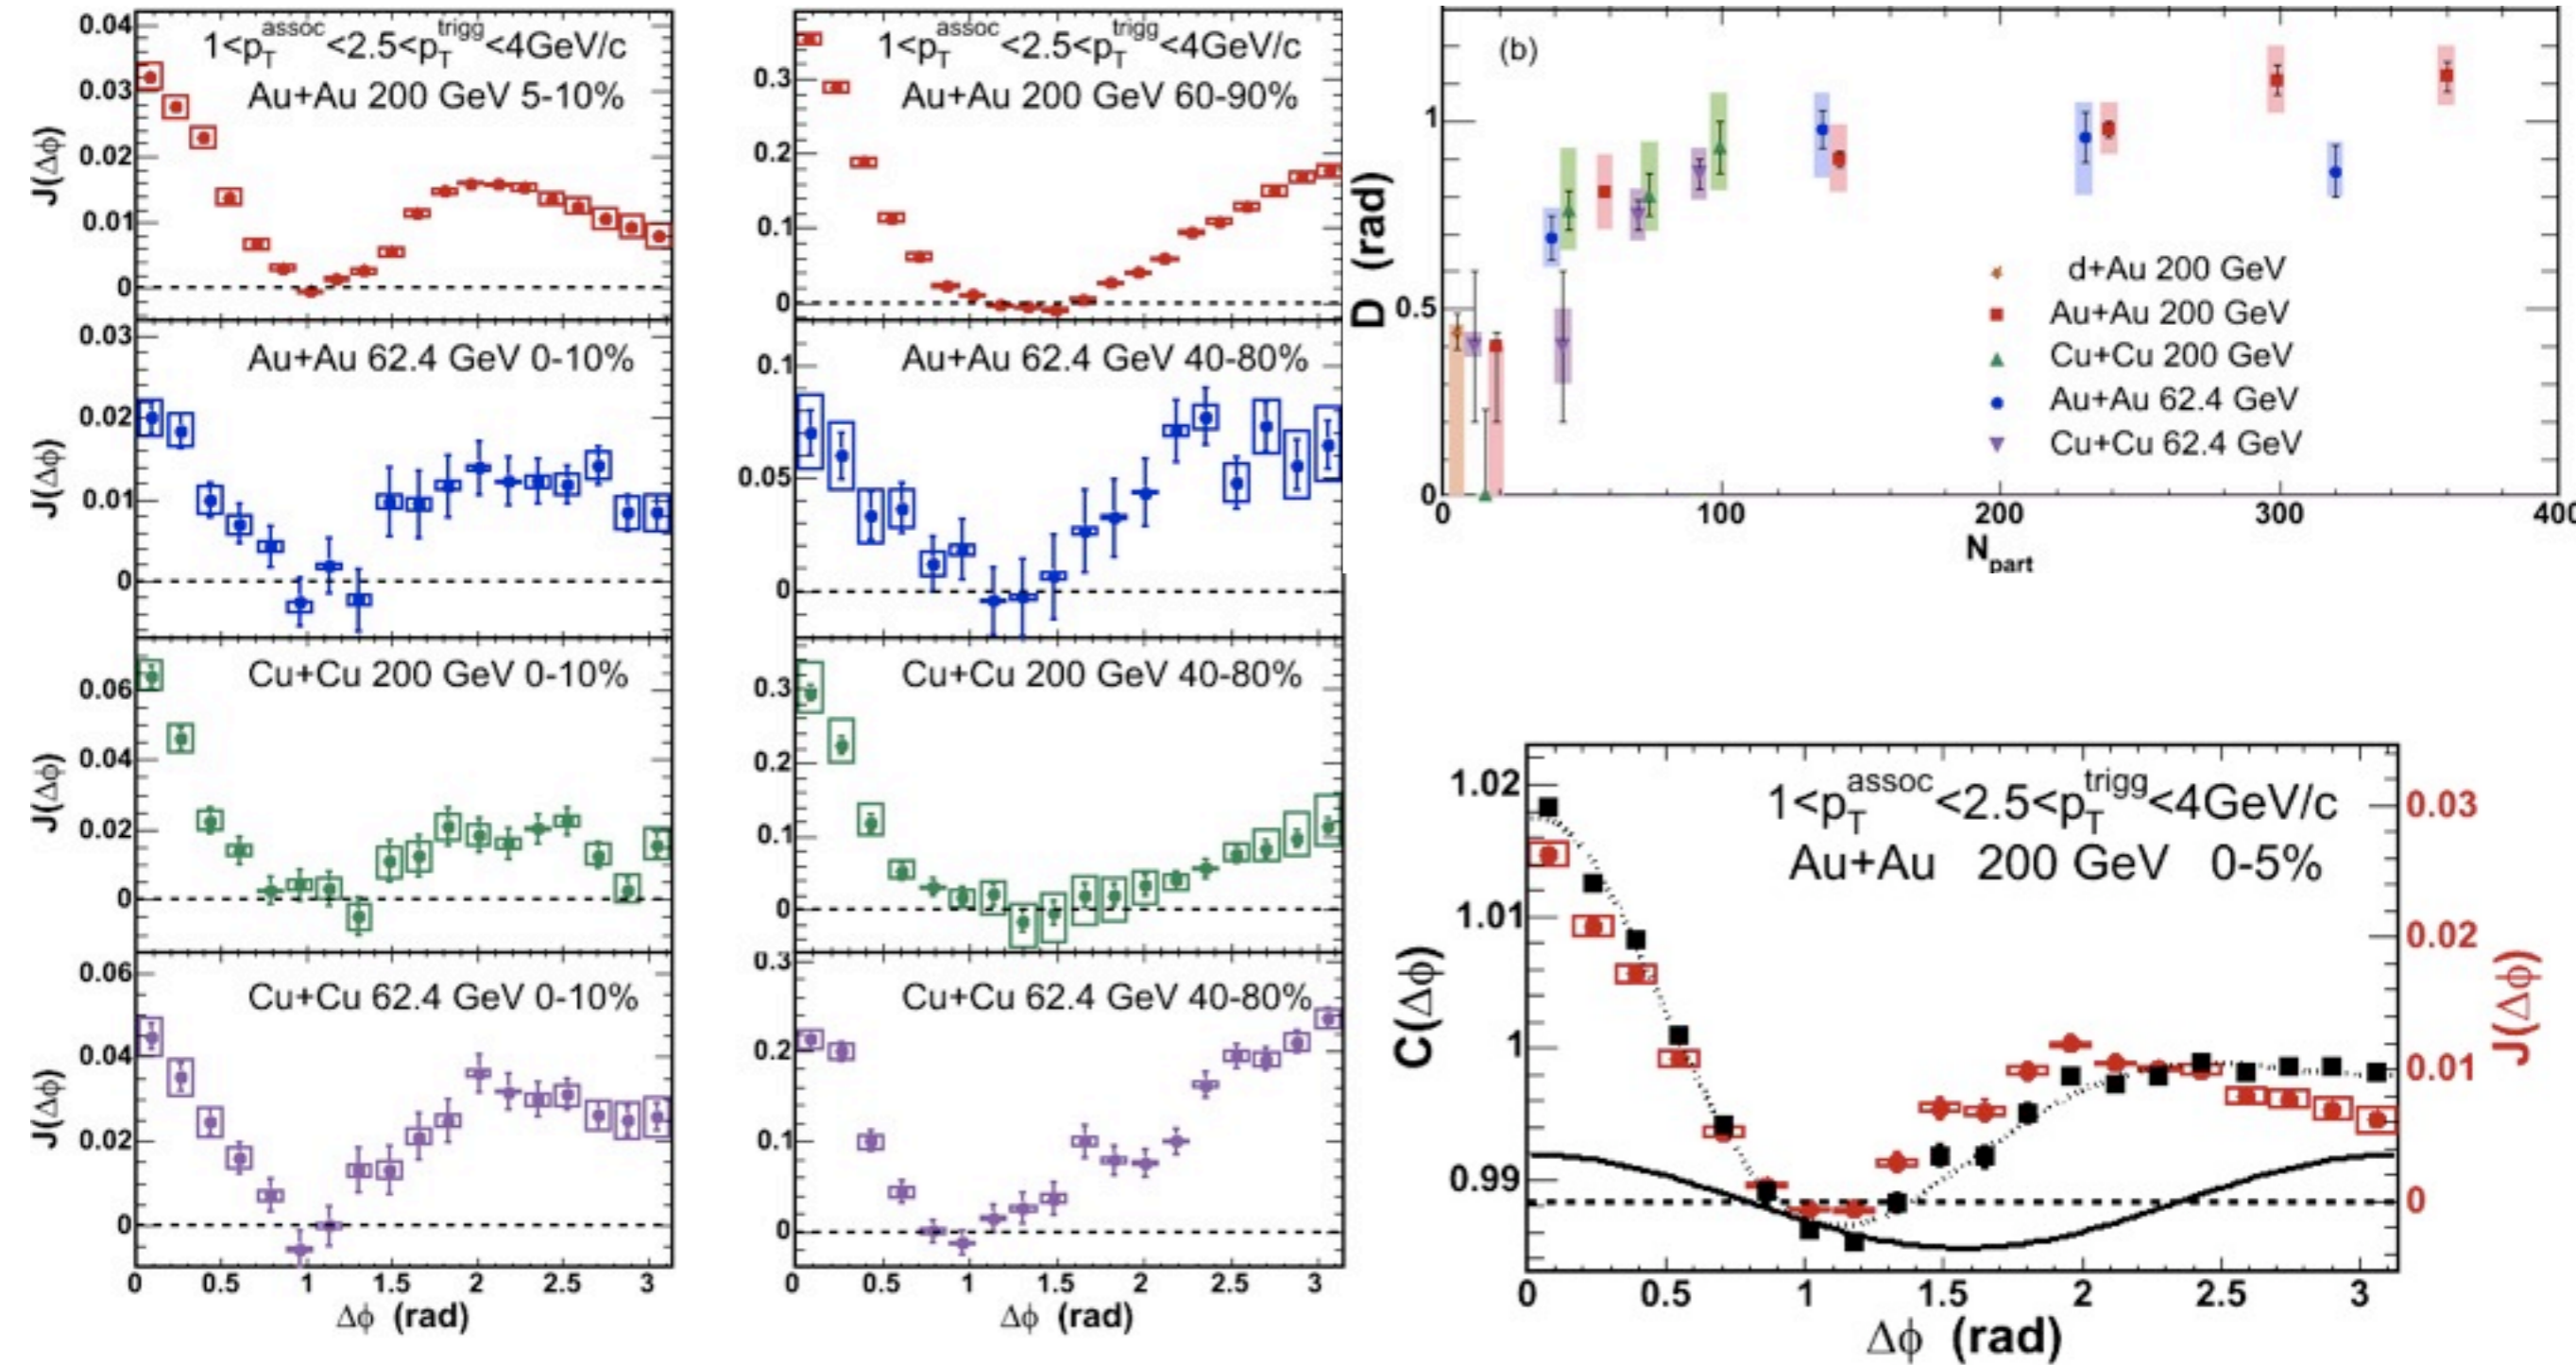 1<p_T^assoc<2.5<p_T^trigg<4GeV/c
Au+Au 200 GeV 5-10%
0.04
0.03
0.02
0.01
0
J(Δϕ)
Au+Au 62.4 GeV 0-10%
0.03
0.02
0.01
0
J(Δϕ)
Cu+Cu 200 GeV 0-10%
0.06
0.04
0.02
0
J(Δϕ)
Cu+Cu 62.4 GeV 0-10%
0.06
0.04
0.02
0
J(Δϕ)
0 0.5 1 1.5 2 2.5 3
Δϕ (rad)
1<p_T^assoc<2.5<p_T^trigg<4GeV/c
Au+Au 200 GeV 60-90%
0.3
0.2
0.1
0
Au+Au 62.4 GeV 40-80%
0.1
0.05
0
Cu+Cu 200 GeV 40-80%
0.3
0.2
0.1
0
Cu+Cu 62.4 GeV 40-80%
0.3
0.2
0.1
0
0 0.5 1 1.5 2 2.5 3
Δϕ (rad)
(b)
D (rad)
1
0.5
0
d+Au 200 GeV
Au+Au 200 GeV
Cu+Cu 200 GeV
Au+Au 62.4 GeV
Cu+Cu 62.4 GeV
0 100 200 300 400
N_part
1<p_T^assoc<2.5<p_T^trigg<4GeV/c
Au+Au 200 GeV 0-5%
C(Δϕ)
1.02
1.01
1
0.99
0.03
0.02
0.01
0
J(Δϕ)
0 0.5 1 1.5 2 2.5 3
Δϕ (rad)